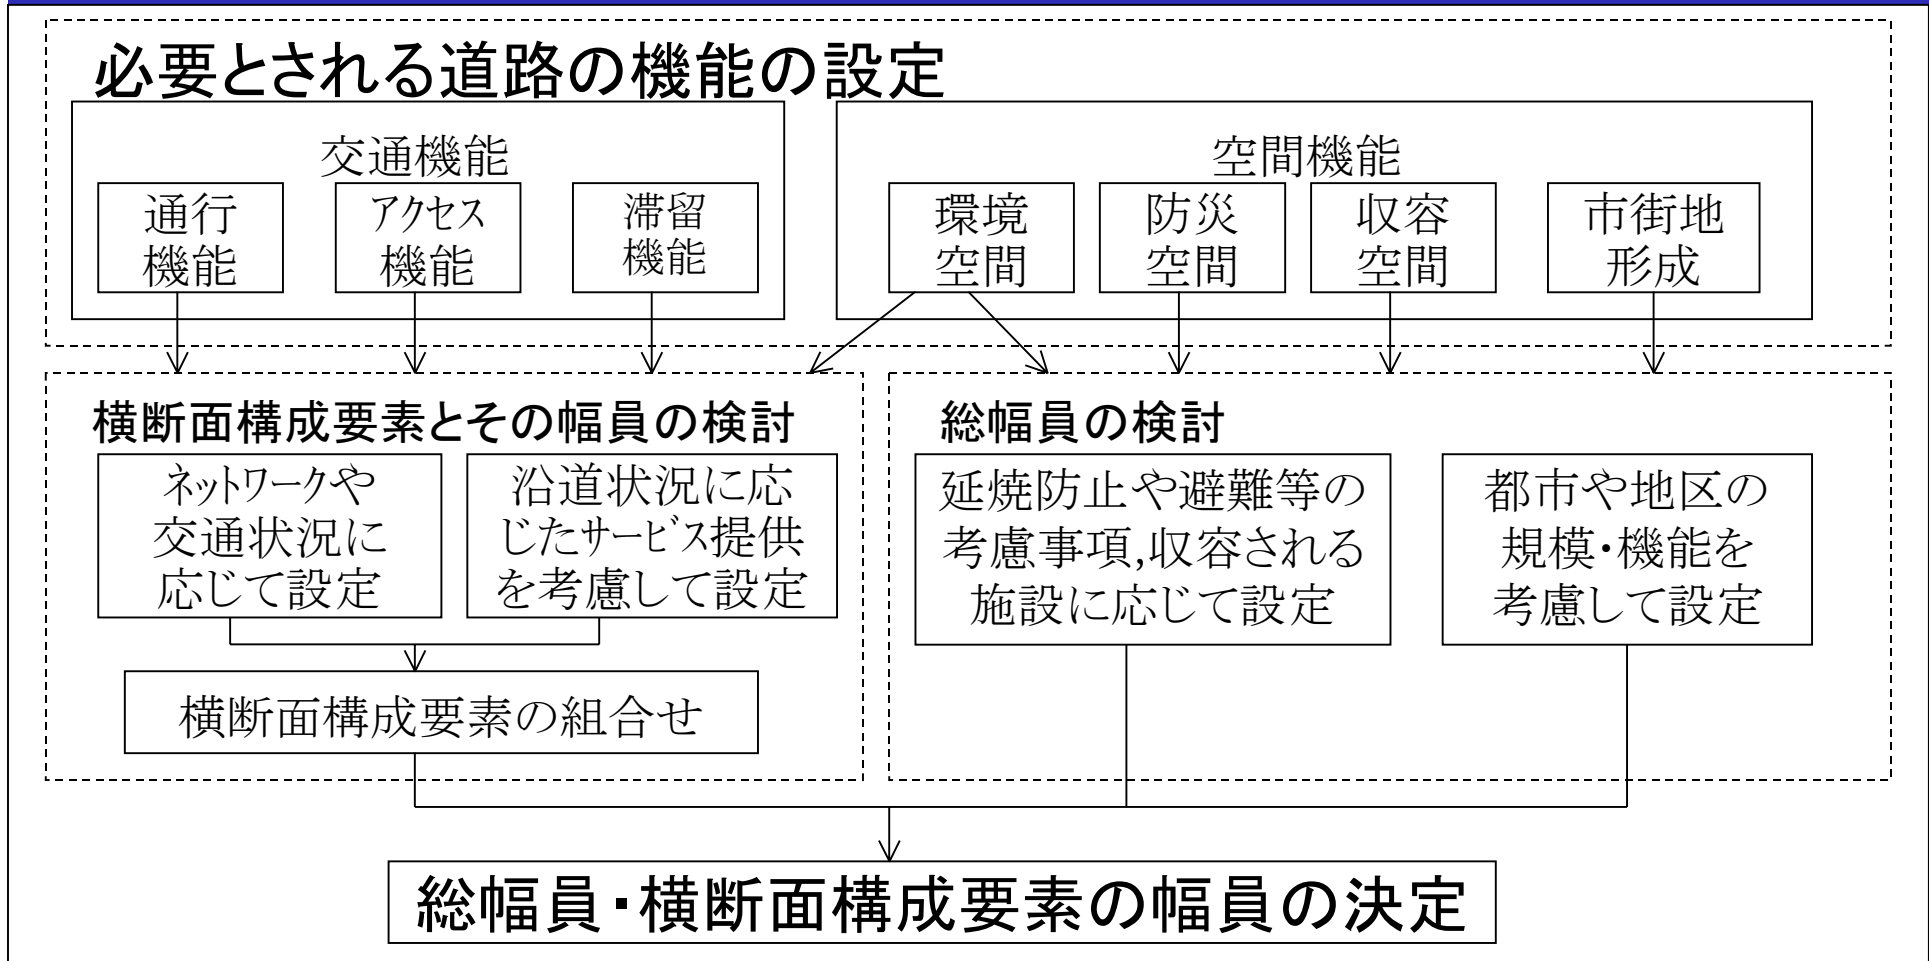 必要とされる道路の機能の設定
交通機能
通行
機能
アクセス
機能
滞留
機能
空間機能
環境
空間
防災
空間
収容
空間
市街地
形成
横断面構成要素とその幅員の検討
ネットワークや
交通状況に
応じて設定
沿道状況に応
じたサービス提供
を考慮して設定
横断面構成要素の組合せ
総幅員の検討
延焼防止や避難等の
考慮事項,収容される
施設に応じて設定
都市や地区の
規模・機能を
考慮して設定
総幅員・横断面構成要素の幅員の決定